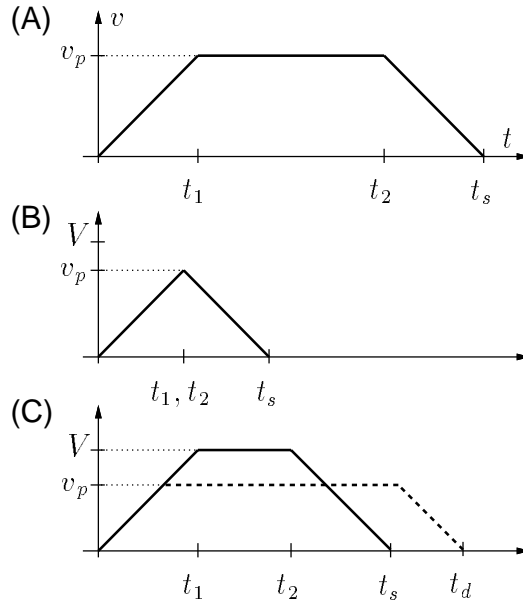 (A)
v
v_p
t
t_1
t_2
t_s
(B)
V
v_p
t_1, t_2
t_s
(C)
V
v_p
t_1
t_2
t_s
t_d